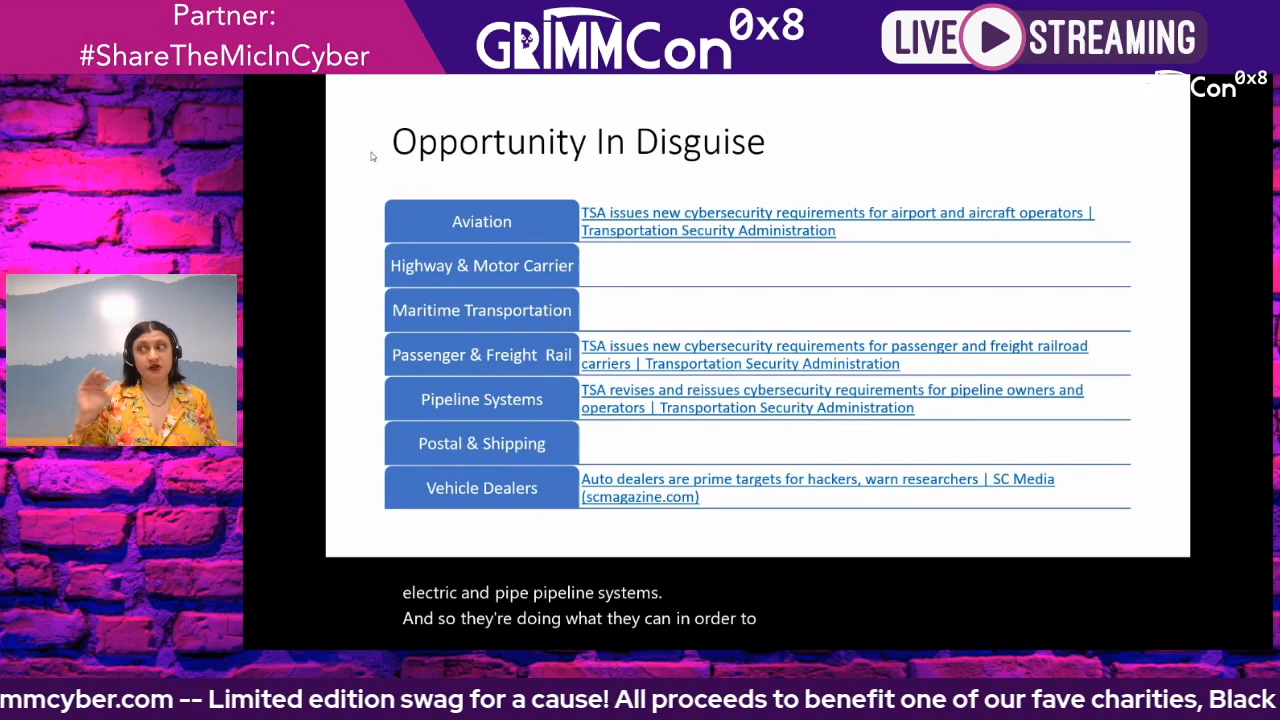 Partner:
#ShareTheMicInCyber
GRIMMCon 0x8
LIVE STREAMING
Con 0x8
Opportunity In Disguise
Aviation
TSA issues new cybersecurity requirements for airport and aircraft operators |
Transportation Security Administration
Highway & Motor Carrier
Maritime Transportation
Passenger & Freight Rail
TSA issues new cybersecurity requirements for passenger and freight railroad
carriers | Transportation Security Administration
Pipeline Systems
TSA revises and reissues cybersecurity requirements for pipeline owners and
operators | Transportation Security Administration
Postal & Shipping
Vehicle Dealers
Auto dealers are prime targets for hackers, warn researchers | SC Media
(scmagazine.com)
electric and pipe pipeline systems.
And so they're doing what they can in order to
mmcyber.com -- Limited edition swag for a cause! All proceeds to benefit one of our fave charities, Black